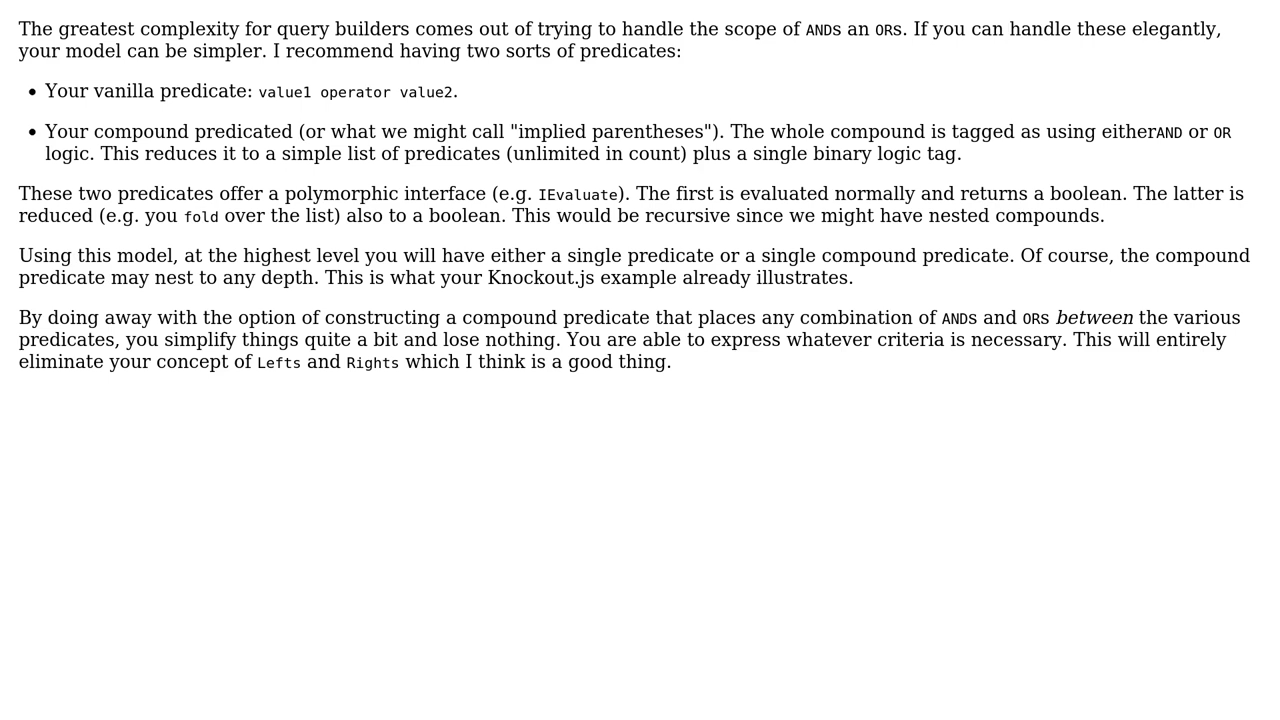 The greatest complexity for query builders comes out of trying to handle the scope of ANDs an ORs. If you can handle these elegantly,
your model can be simpler. I recommend having two sorts of predicates:
• Your vanilla predicate: value1 operator value2.
• Your compound predicated (or what we might call "implied parentheses"). The whole compound is tagged as using eitherAND or OR
logic. This reduces it to a simple list of predicates (unlimited in count) plus a single binary logic tag.
These two predicates offer a polymorphic interface (e.g. IEvaluate). The first is evaluated normally and returns a boolean. The latter is
reduced (e.g. you fold over the list) also to a boolean. This would be recursive since we might have nested compounds.
Using this model, at the highest level you will have either a single predicate or a single compound predicate. Of course, the compound
predicate may nest to any depth. This is what your Knockout.js example already illustrates.
By doing away with the option of constructing a compound predicate that places any combination of ANDs and ORs between the various
predicates, you simplify things quite a bit and lose nothing. You are able to express whatever criteria is necessary. This will entirely
eliminate your concept of Lefts and Rights which I think is a good thing.